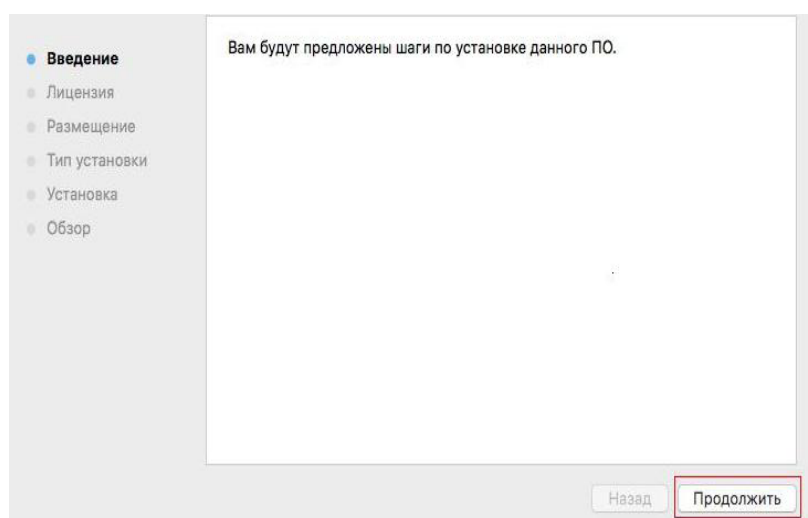 Введение
Лицензия
Размещение
Тип установки
Установка
Обзор
Вам будут предложены шаги по установке данного ПО.
Назад
Продолжить